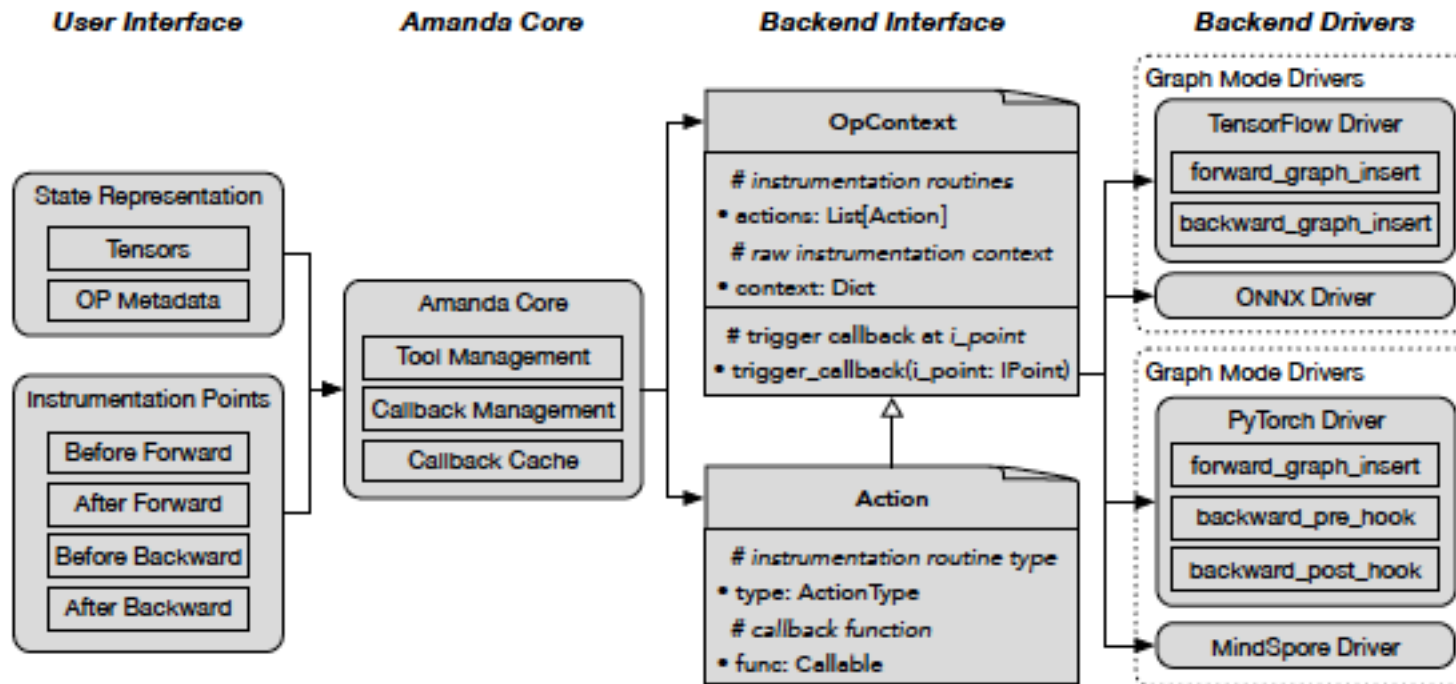 User Interface
Amanda Core
Backend Interface
Backend Drivers
State Representation
Tensors
OP Metadata
Instrumentation Points
Before Forward
After Forward
Before Backward
After Backward
Amanda Core
Tool Management
Callback Management
Callback Cache
OpContext
# instrumentation routines
• actions: List[Action]
# raw instrumentation context
• context: Dict
# trigger callback at i_point
• trigger_callback(i_point: IPoint)
Action
# instrumentation routine type
• type: ActionType
# callback function
• func: Callable
Graph Mode Drivers
TensorFlow Driver
forward_graph_insert
backward_graph_insert
ONNX Driver
Graph Mode Drivers
PyTorch Driver
forward_graph_insert
backward_pre_hook
backward_post_hook
MindSpore Driver